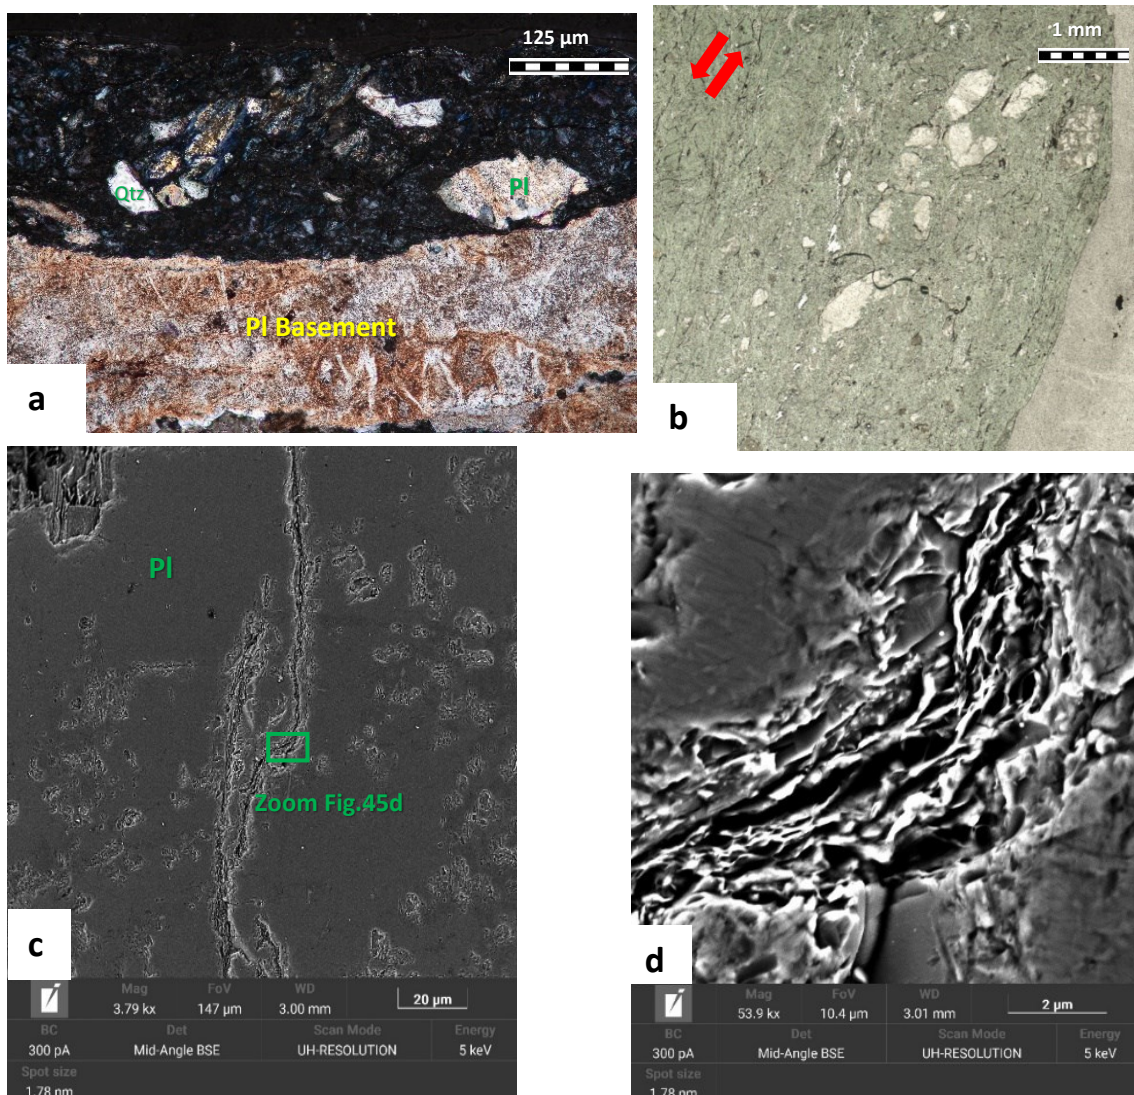 125 µm
Qtz
Pl
Pl Basement
a
1 mm
b
Pl
Zoom Fig.45d
c
Mag FoV WD
3.79 kx 147 µm 3.00 mm 20 µm
BC Det Scan Mode Energy
300 pA Mid-Angle BSE UH-RESOLUTION 5 keV
Spot size
1.78 nm
d
Mag FoV WD
53.9 kx 10.4 µm 3.01 mm 2 µm
BC Det Scan Mode Energy
300 pA Mid-Angle BSE UH-RESOLUTION 5 keV
Spot size
1.78 nm